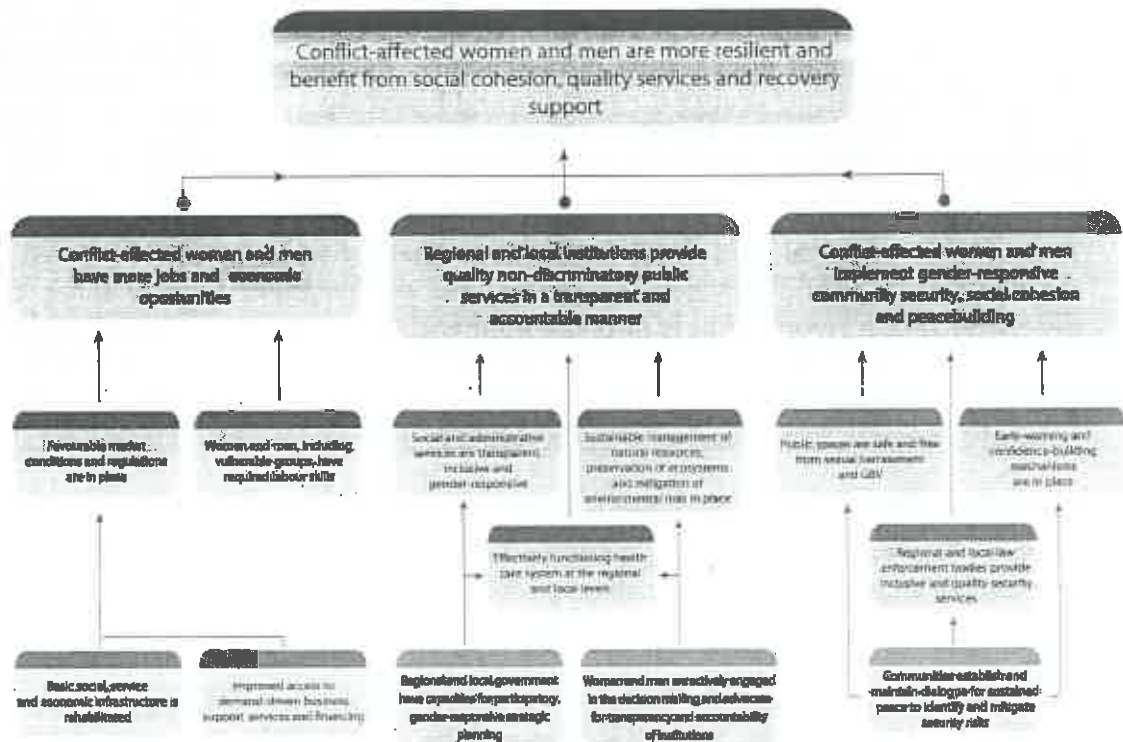 Conflict-affected women and men are more resilient and
benefit from social cohesion, quality services and recovery
support
Conflict-affected women and men
have more jobs and economic
oportunities
Regional and local institutions provide
quality non-discriminatory public
services in a transparent and
accountable manner
Conflict-affected women and men
implement gender-responsive
community security, social cohesion
and peacebuilding
Favourable market
conditions and regulations
are in place
Women and men, including
vulnerable groups, have
required labour skills
Social and administrative
services are transparent,
inclusive and
gender-responsive
Sustainable management of
natural resources,
preservation of ecosystems
and mitigation of
environmental risks in place
Public spaces are safe and free
from sexual harassment
and GBV
Early-warning and
confidence-building
mechanisms
are in place
Effectively functioning health
care system at the regional
and local levels
Regional and local law
enforcement bodies provide
inclusive and quality security
services
Basic social, service
and economic infrastructure is
rehabilitated
Improved access to
demand-driven business
support, services and financing
Regional and local government
have capacities for participatory,
gender-responsive strategic
planning
Women and men are actively engaged
in the decision making and advocate
for transparency and accountability
of institutions
Communities establish and
maintain dialogue for sustained
peace to identify and mitigate
security risks